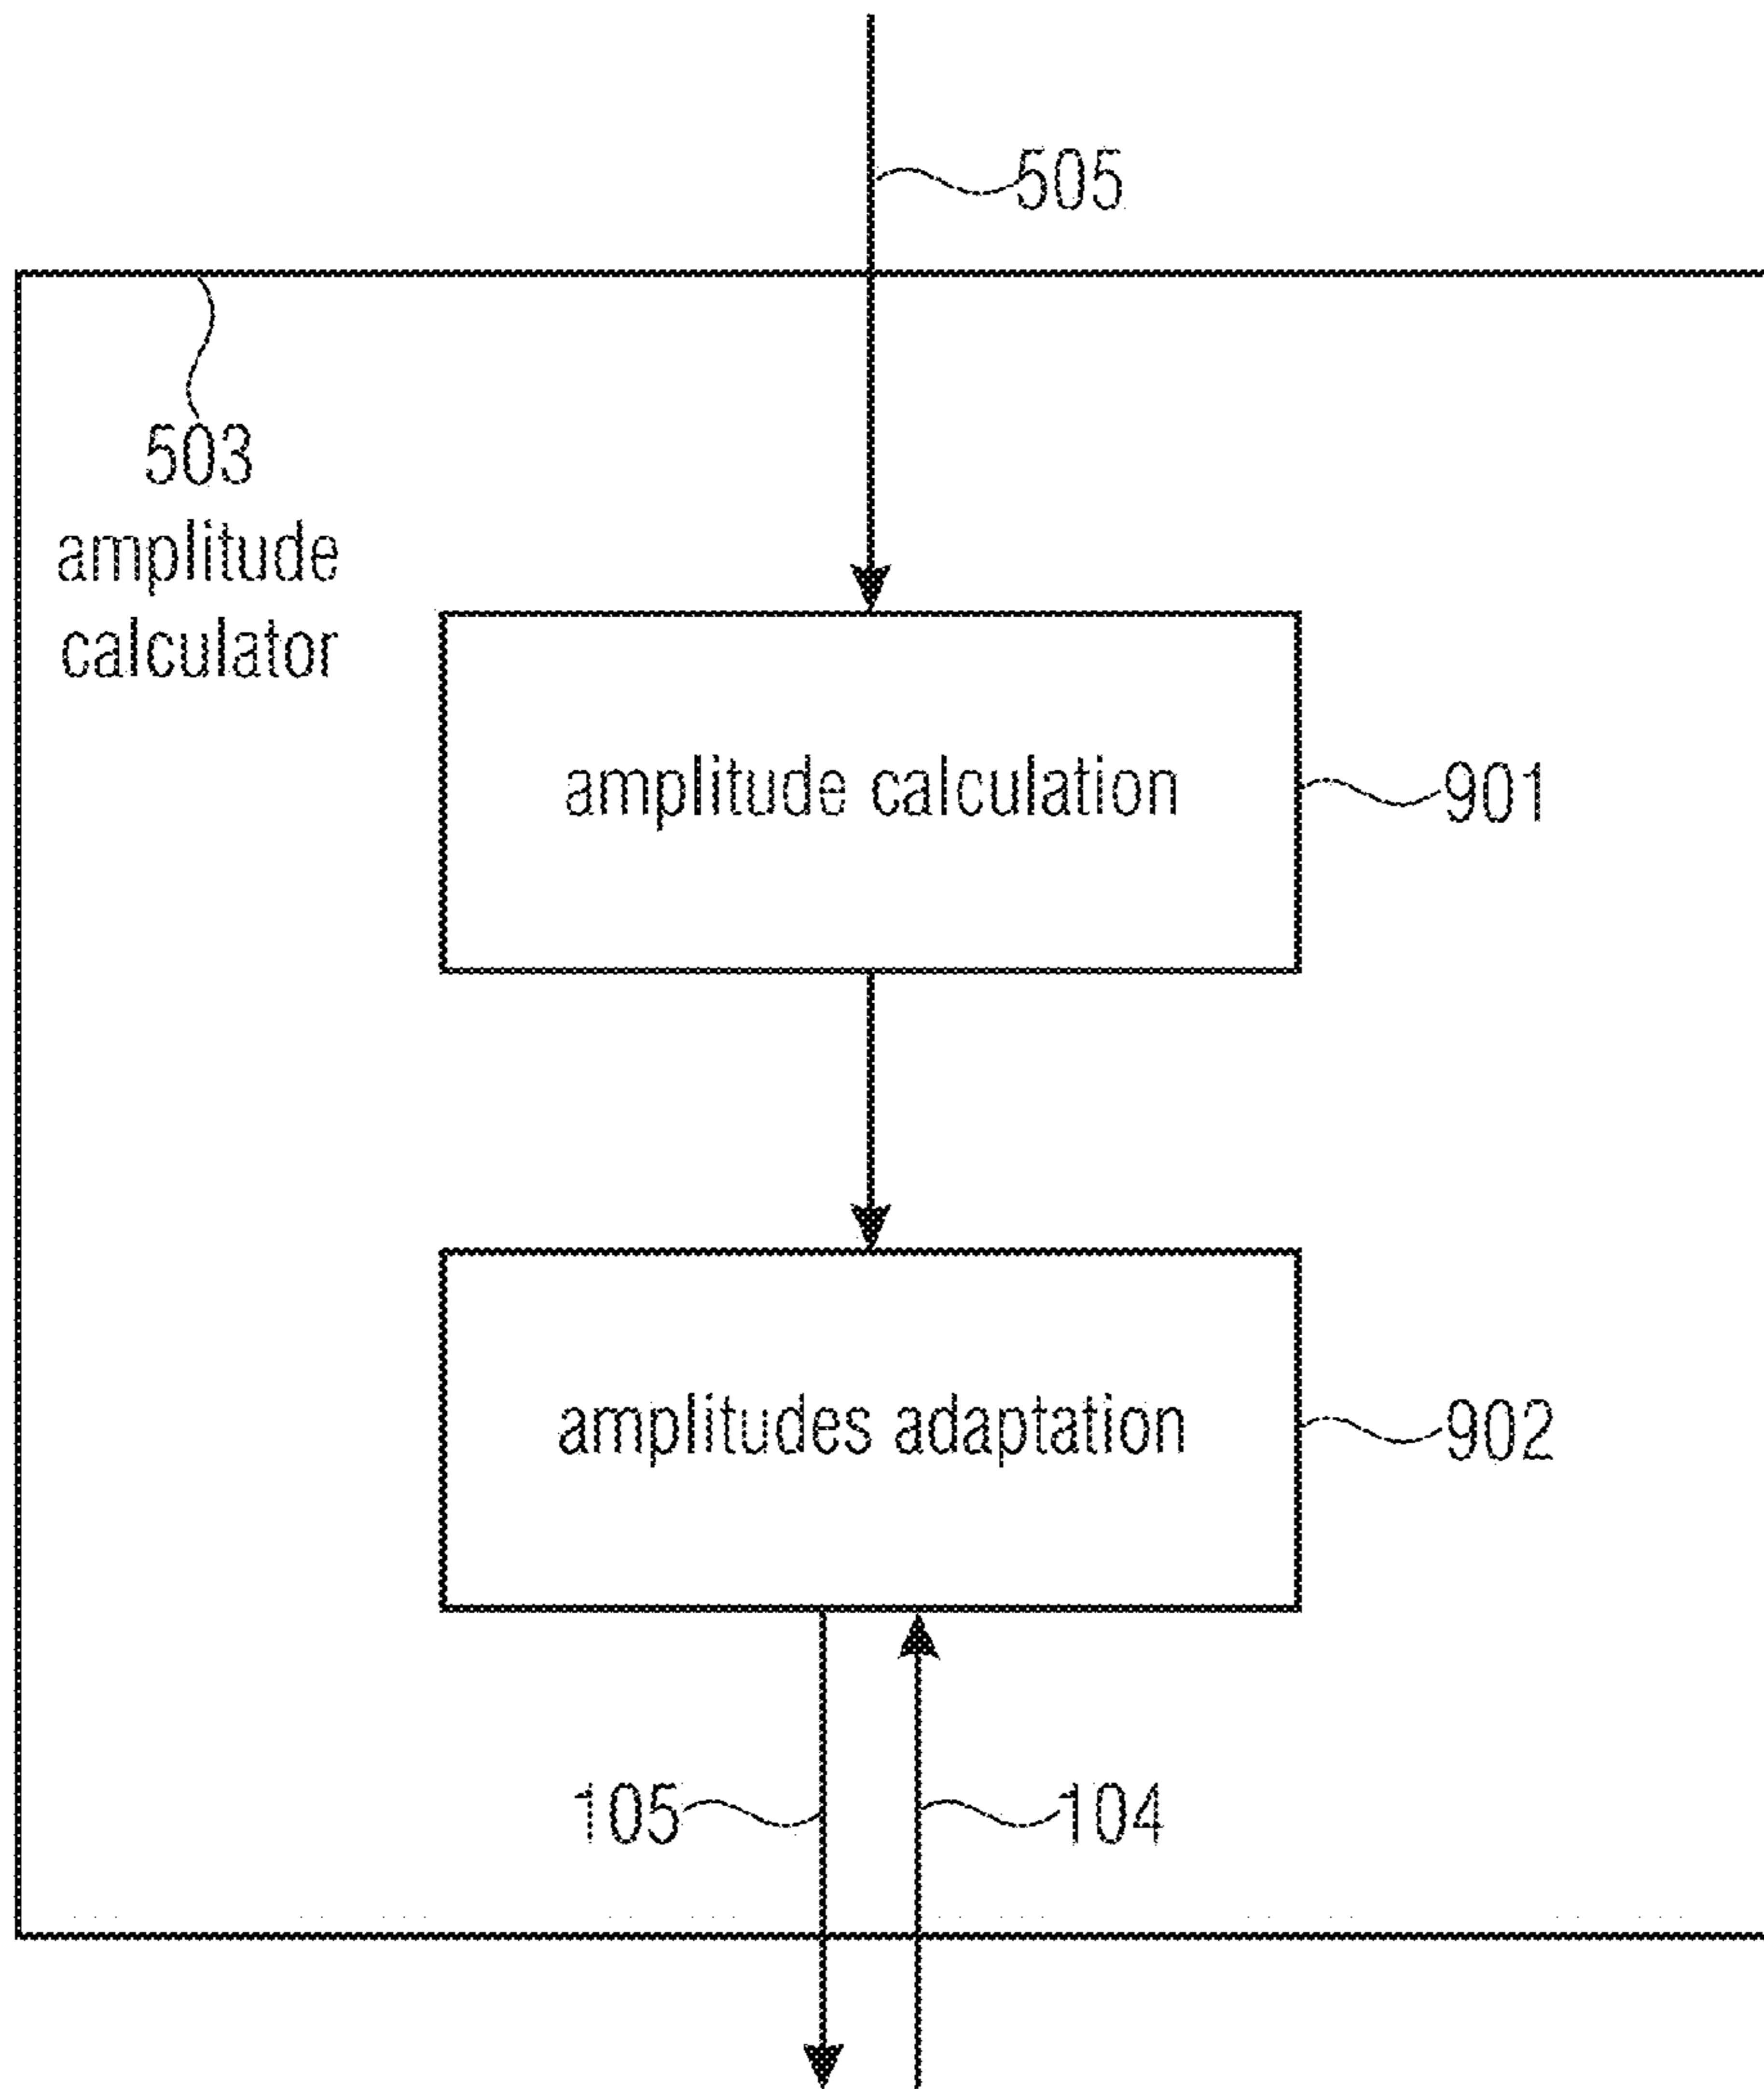 505
503
amplitude
calculator
amplitude calculation
901
amplitudes adaptation
902
105
104